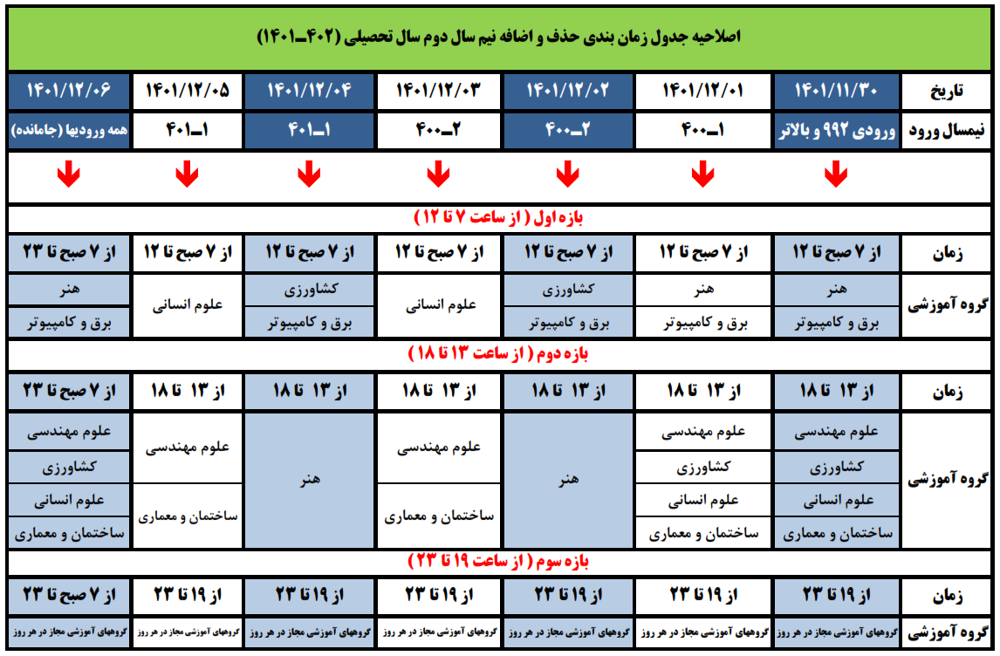 اصلاحیه جدول زمان بندی حذف و اضافه نیم سال دوم سال تحصیلی (۴۰۲ـ۱۴۰۱)
تاریخ ۱۴۰۱/۱۱/۳۰ ۱۴۰۱/۱۲/۰۱ ۱۴۰۱/۱۲/۰۲ ۱۴۰۱/۱۲/۰۳ ۱۴۰۱/۱۲/۰۴ ۱۴۰۱/۱۲/۰۵ ۱۴۰۱/۱۲/۰۶
نیمسال ورود ورودی ۹۹۲ و بالاتر ۱ـ۴۰۰ ۱ـ۴۰۰ ۲ـ۴۰۰ ۲ـ۴۰۰ ۱ـ۴۰۱ ۱ـ۴۰۱ همه ورودیها (جامانده)
بازه اول ( از ساعت ۷ تا ۱۲ )
زمان از ۷ صبح تا ۱۲ از ۷ صبح تا ۱۲ از ۷ صبح تا ۱۲ از ۷ صبح تا ۱۲ از ۷ صبح تا ۱۲ از ۷ صبح تا ۱۲ از ۷ صبح تا ۲۳
گروه آموزشی
هنر هنر کشاورزی علوم انسانی کشاورزی علوم انسانی هنر
برق و کامپیوتر برق و کامپیوتر برق و کامپیوتر برق و کامپیوتر برق و کامپیوتر
بازه دوم ( از ساعت ۱۳ تا ۱۸ )
زمان از ۱۳ تا ۱۸ از ۱۳ تا ۱۸ از ۱۳ تا ۱۸ از ۱۳ تا ۱۸ از ۱۳ تا ۱۸ از ۱۳ تا ۱۸ از ۷ صبح تا ۲۳
گروه آموزشی
علوم مهندسی علوم مهندسی هنر علوم مهندسی هنر علوم مهندسی علوم مهندسی
کشاورزی کشاورزی کشاورزی
علوم انسانی علوم انسانی ساختمان و معماری ساختمان و معماری علوم انسانی
ساختمان و معماری ساختمان و معماری ساختمان و معماری
بازه سوم ( از ساعت ۱۹ تا ۲۳ )
زمان از ۱۹ تا ۲۳ از ۱۹ تا ۲۳ از ۱۹ تا ۲۳ از ۱۹ تا ۲۳ از ۱۹ تا ۲۳ از ۱۹ تا ۲۳ از ۷ صبح تا ۲۳
گروه آموزشی گروههای آموزشی مجاز در هر روز گروههای آموزشی مجاز در هر روز گروههای آموزشی مجاز در هر روز گروههای آموزشی مجاز در هر روز گروههای آموزشی مجاز در هر روز گروههای آموزشی مجاز در هر روز گروههای آموزشی مجاز در هر روز